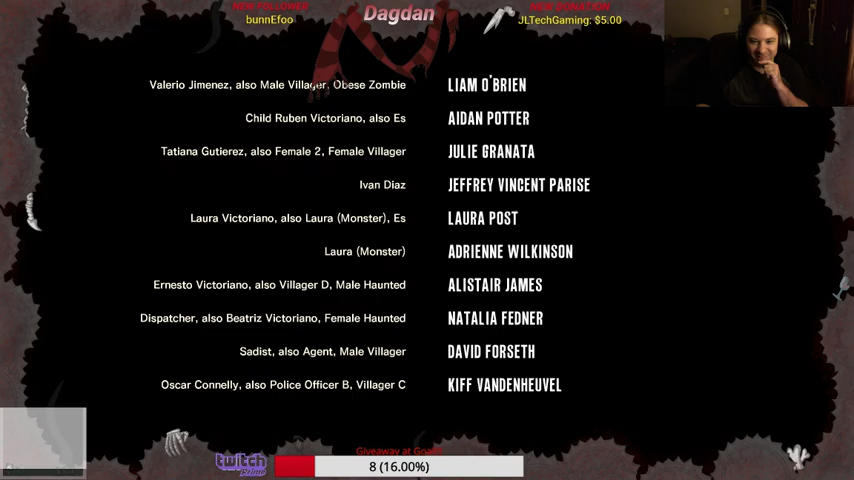 NEW FOLLOWER
bunnEfoo
Dagdan
NEW DONATION
JLTechGaming: $5.00
Valerio Jimenez, also Male Villager, Obese Zombie LIAM O'BRIEN
Child Ruben Victoriano, also Es AIDAN POTTER
Tatiana Gutierez, also Female 2, Female Villager JULIE GRANATA
Ivan Diaz JEFFREY VINCENT PARISE
Laura Victoriano, also Laura (Monster), Es LAURA POST
Laura (Monster) ADRIENNE WILKINSON
Ernesto Victoriano, also Villager D, Male Haunted ALISTAIR JAMES
Dispatcher, also Beatriz Victoriano, Female Haunted NATALIA FEDNER
Sadist, also Agent, Male Villager DAVID FORSETH
Oscar Connelly, also Police Officer B, Villager C KIFF VANDENHEUVEL
Giveaway at Goal!!
twitch prime 8 (16.00%)